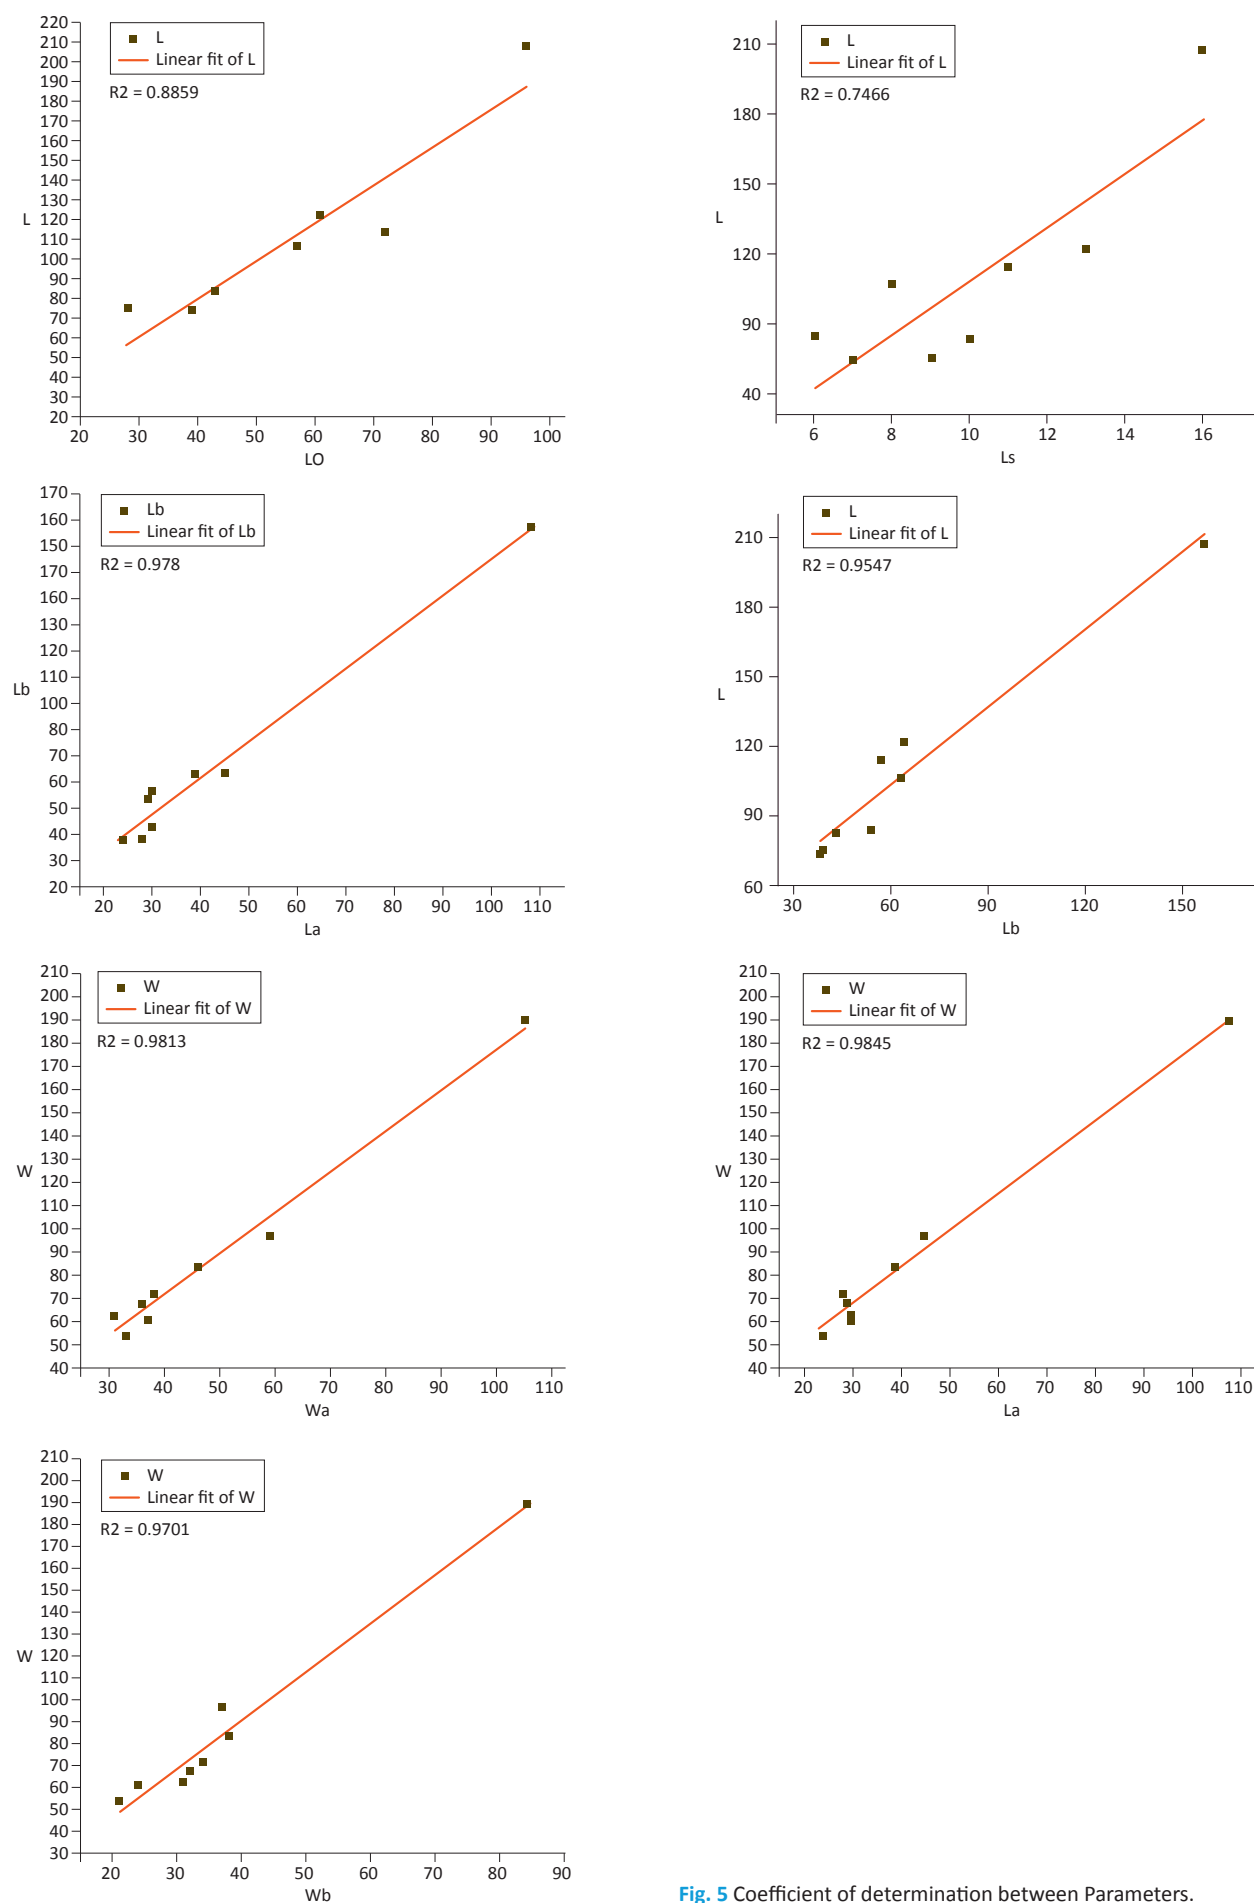 220
210
200
190
180
170
160
150
140
130
120
110
100
90
80
70
60
50
40
30
20
L
L
Linear fit of L
R2 = 0.8859
20 30 40 50 60 70 80 90 100
LO
210
180
150
120
90
40
L
L
Linear fit of L
R2 = 0.7466
6 8 10 12 14 16
Ls
170
160
150
160
130
120
110
100
80
70
60
50
40
30
20
Lb
Lb
Linear fit of Lb
R2 = 0.978
20 30 40 50 60 70 80 90 100 110
La
210
180
150
120
90
60
L
L
Linear fit of L
R2 = 0.9547
30 60 90 120 150
Lb
210
200
190
180
170
160
150
140
130
120
110
100
90
80
70
60
50
40
W
W
Linear fit of W
R2 = 0.9813
30 40 50 60 70 80 90 100 110
Wa
210
200
190
180
170
160
150
140
130
120
110
100
90
80
70
60
50
40
W
W
Linear fit of W
R2 = 0.9845
20 30 40 50 60 70 80 90 100 110
La
210
200
190
180
170
160
150
140
130
120
110
100
90
80
70
60
50
40
30
W
W
Linear fit of W
R2 = 0.9701
20 30 40 50 60 70 80 90
Wb
Fig. 5 Coefficient of determination between Parameters.